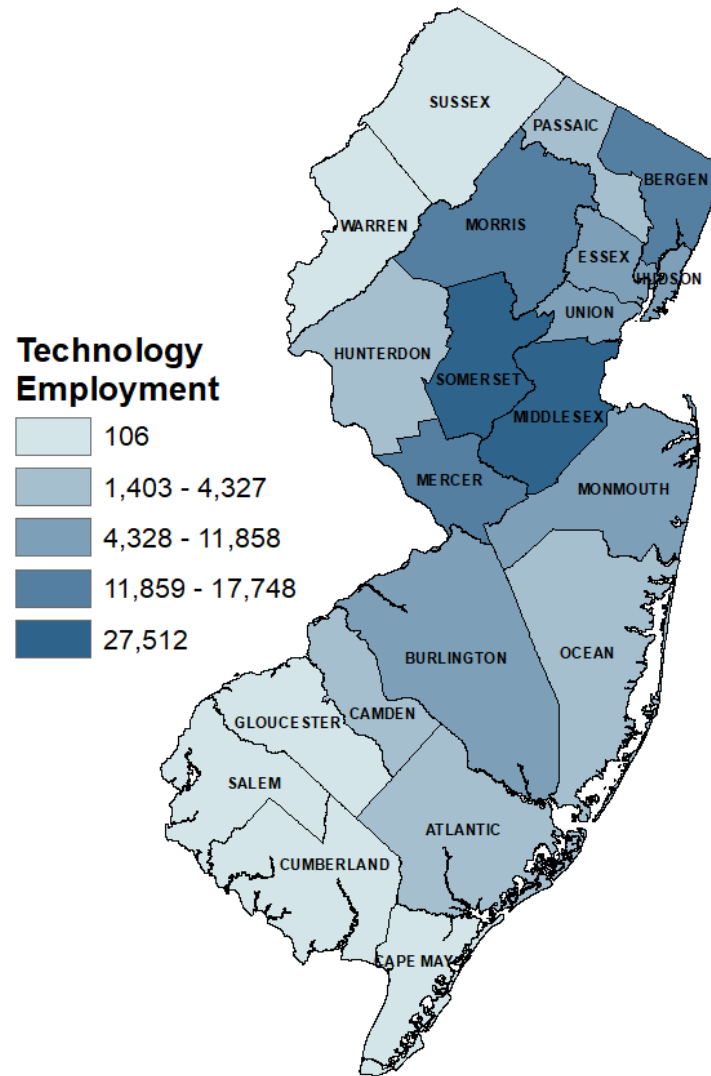 SUSSEX
PASSAIC
BERGEN
WARREN
MORRIS
ESSEX
HUDSON
UNION
Technology
Employment
HUNTERDON
SOMERSET
MIDDLESEX
106
MERCER
MONMOUTH
1,403 - 4,327
4,328 - 11,858
11,859 - 17,748
27,512
BURLINGTON
OCEAN
CAMDEN
GLOUCESTER
SALEM
ATLANTIC
CUMBERLAND
CAPE MAY